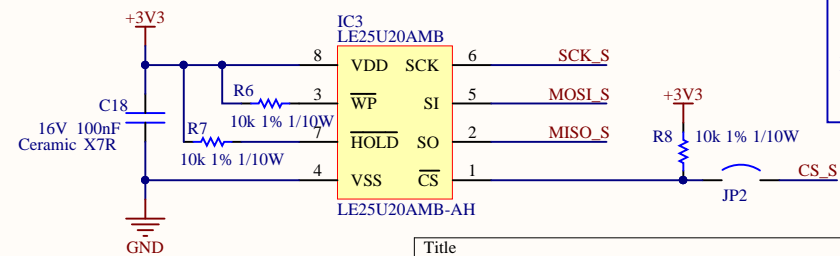 +3V3
IC3
LE25U20AMB
8 VDD SCK 6 SCK_S
R6
3 WP SI 5 MOSI_S
+3V3
C18
16V 100nF
Ceramic X7R
10k 1% 1/10W
R7
7 HOLD SO 2 MISO_S
R8 10k 1% 1/10W
10k 1% 1/10W
4 VSS CS 1
CS_S
JP2
LE25U20AMB-AH
GND
Title